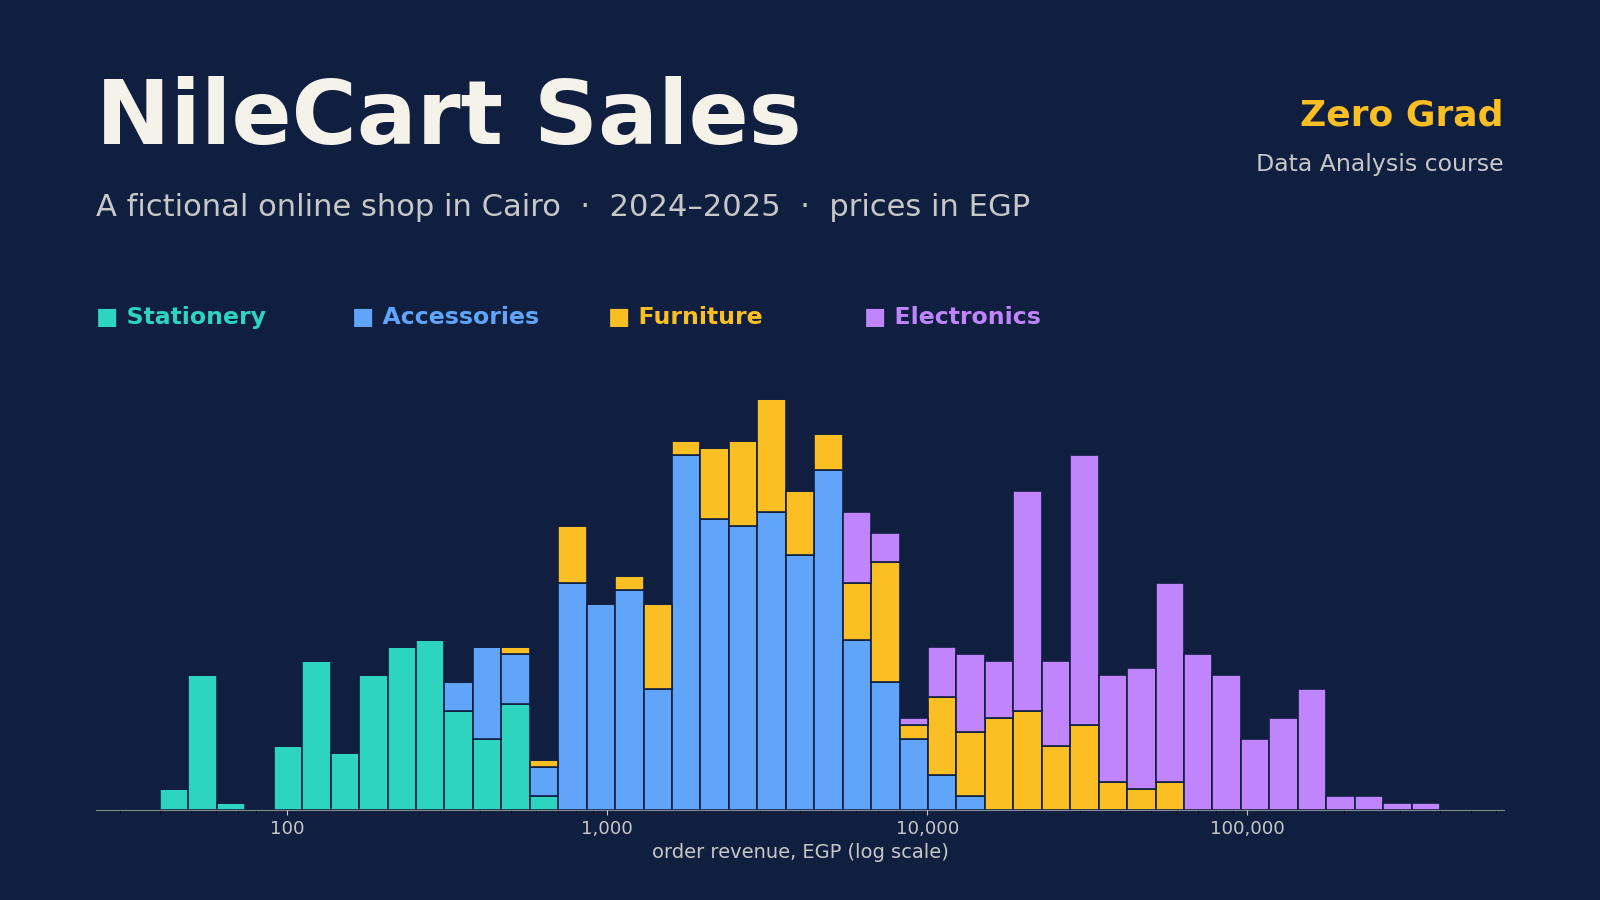 NileCart Sales
Zero Grad
Data Analysis course
A fictional online shop in Cairo · 2024–2025 · prices in EGP
Stationery
Accessories
Furniture
Electronics
100
1,000
10,000
100,000
order revenue, EGP (log scale)